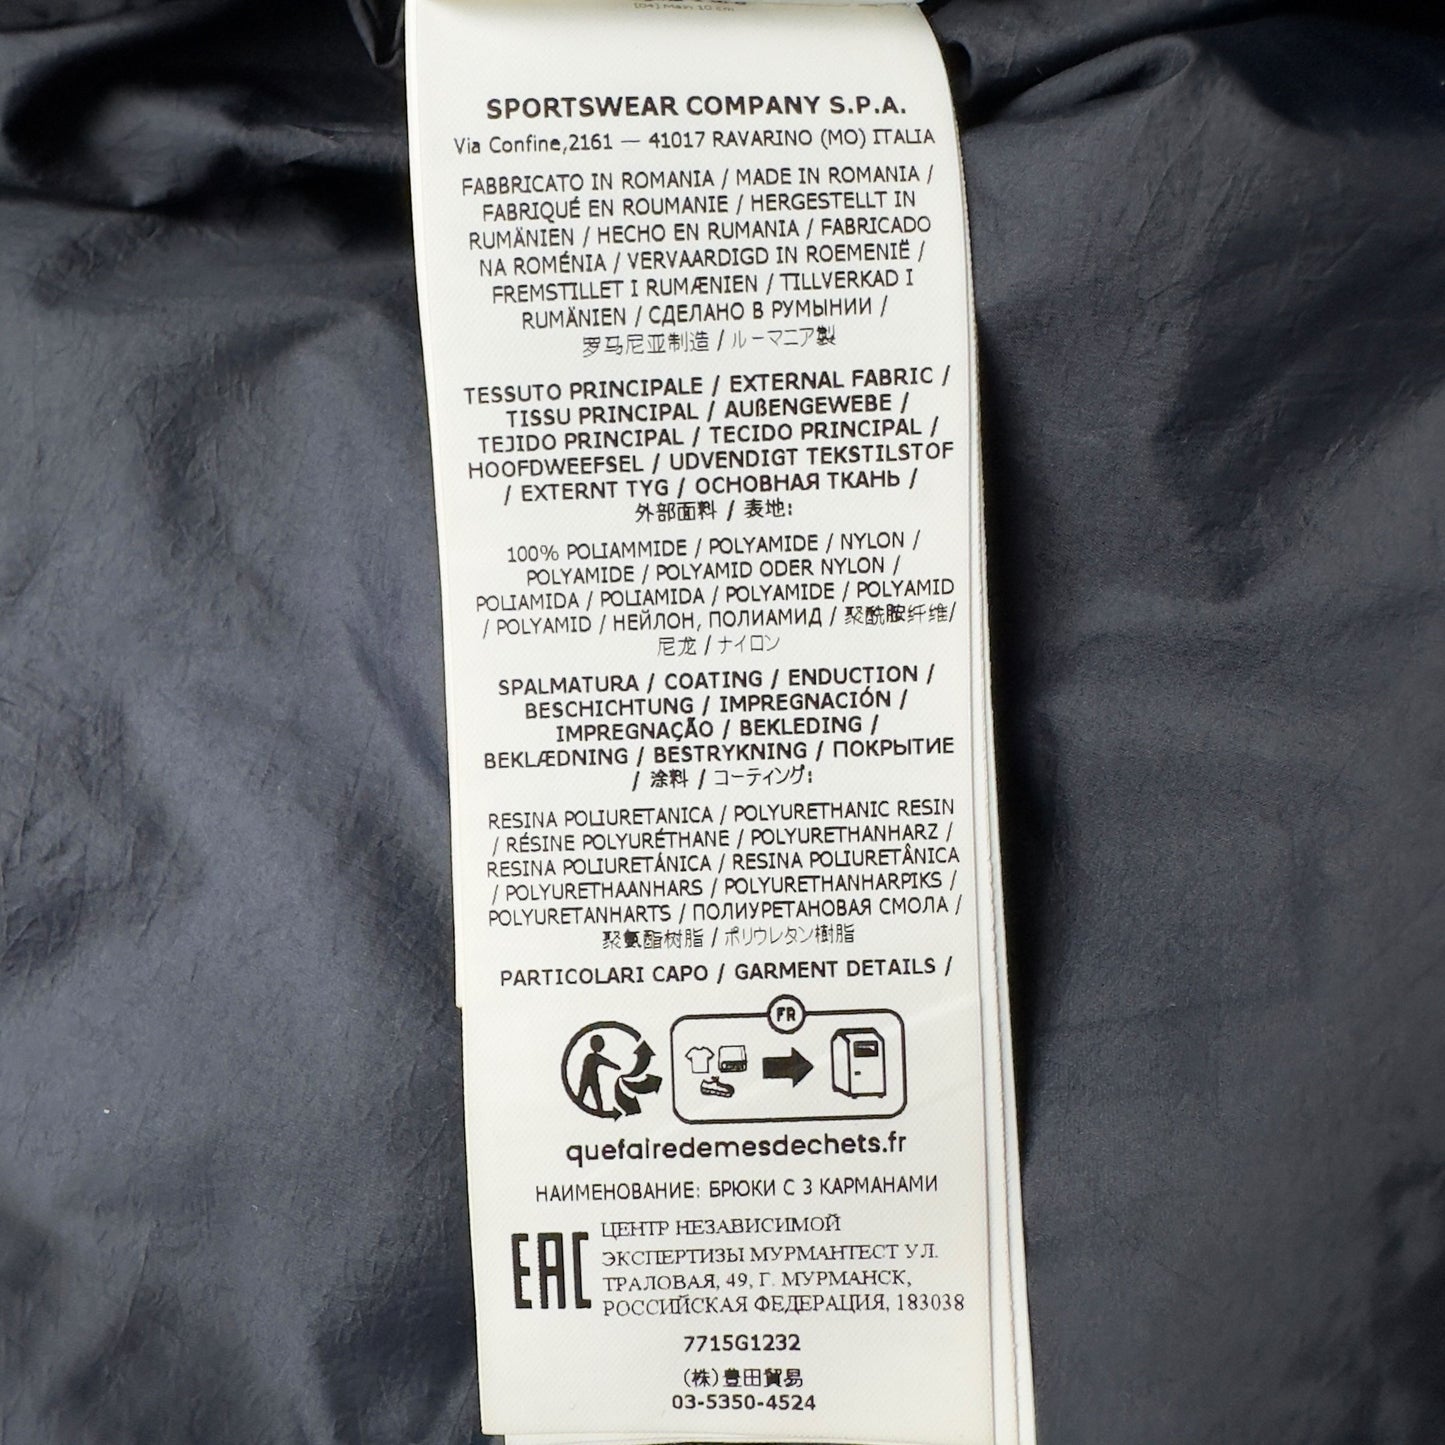 [04] Main 10 cm
SPORTSWEAR COMPANY S.P.A.
Via Confine,2161 — 41017 RAVARINO (MO) ITALIA
FABBRICATO IN ROMANIA / MADE IN ROMANIA /
FABRIQUÉ EN ROUMANIE / HERGESTELLT IN
RUMÄNIEN / HECHO EN RUMANIA / FABRICADO
NA ROMÉNIA / VERVAARDIGD IN ROEMENIË /
FREMSTILLET I RUMÆNIEN / TILLVERKAD I
RUMÄNIEN / СДЕЛАНО В РУМЫНИИ /
罗马尼亚制造 / ルーマニア製
TESSUTO PRINCIPALE / EXTERNAL FABRIC /
TISSU PRINCIPAL / AUßENGEWEBE /
TEJIDO PRINCIPAL / TECIDO PRINCIPAL /
HOOFDWEEFSEL / UDVENDIGT TEKSTILSTOF
/ EXTERNT TYG / ОСНОВНАЯ ТКАНЬ /
外部面料 / 表地:
100% POLIAMMIDE / POLYAMIDE / NYLON /
POLYAMIDE / POLYAMID ODER NYLON /
POLIAMIDA / POLIAMIDA / POLYAMIDE / POLYAMID
/ POLYAMID / НЕЙЛОН, ПОЛИАМИД / 聚酰胺纤维/
尼龙 / ナイロン
SPALMATURA / COATING / ENDUCTION /
BESCHICHTUNG / IMPREGNACIÓN /
IMPREGNAÇÃO / BEKLEDING /
BEKLÆDNING / BESTRYKNING / ПОКРЫТИЕ
/ 涂料 / コーティング:
RESINA POLIURETANICA / POLYURETHANIC RESIN
/ RÉSINE POLYURÉTHANE / POLYURETHANHARZ /
RESINA POLIURETÁNICA / RESINA POLIURETÂNICA
/ POLYURETHAANHARS / POLYURETHANHARPIKS /
POLYURETANHARTS / ПОЛИУРЕТАНОВАЯ СМОЛА /
聚氨酯树脂 / ポリウレタン樹脂
PARTICOLARI CAPO / GARMENT DETAILS /
FR
quefairedemesdechets.fr
НАИМЕНОВАНИЕ: БРЮКИ С 3 КАРМАНАМИ
EAC
ЦЕНТР НЕЗАВИСИМОЙ
ЭКСПЕРТИЗЫ МУРМАНТЕСТ УЛ.
ТРАЛОВАЯ, 49, Г. МУРМАНСК,
РОССИЙСКАЯ ФЕДЕРАЦИЯ, 183038
7715G1232
(株)豊田貿易
03-5350-4524